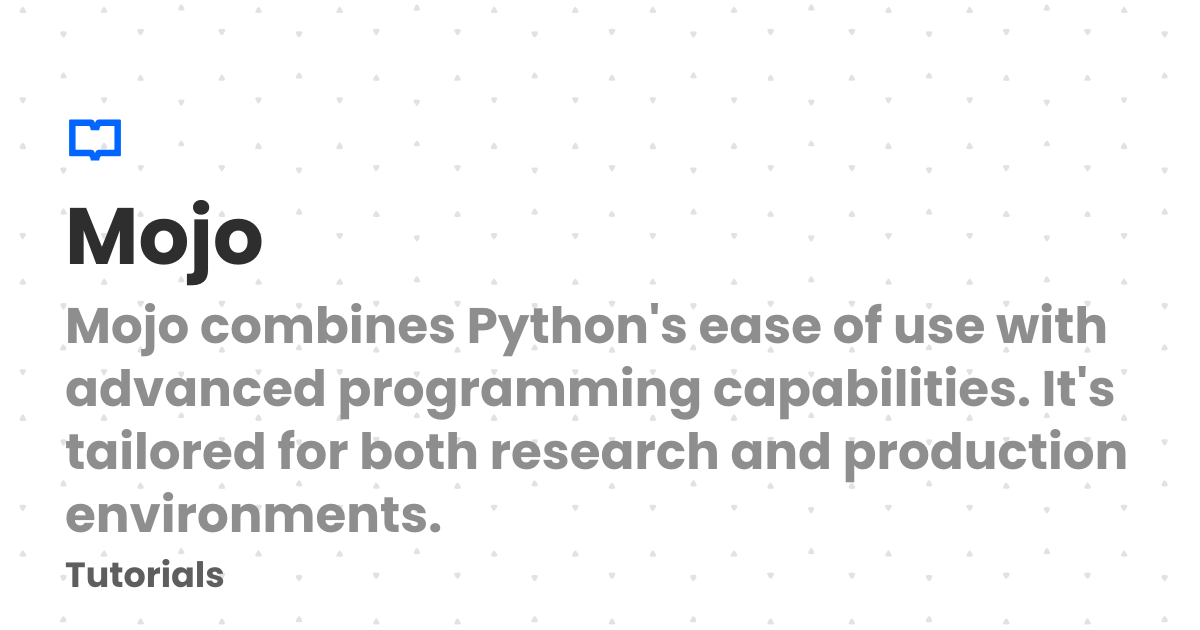 Mojo
Mojo combines Python's ease of use with
advanced programming capabilities. It's
tailored for both research and production
environments.
Tutorials